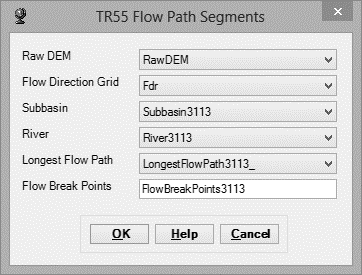 TR55 Flow Path Segments
Raw DEM RawDEM
Flow Direction Grid Fdr
Subbasin Subbasin3113
River River3113
Longest Flow Path LongestFlowPath3113_
Flow Break Points FlowBreakPoints3113
OK Help Cancel